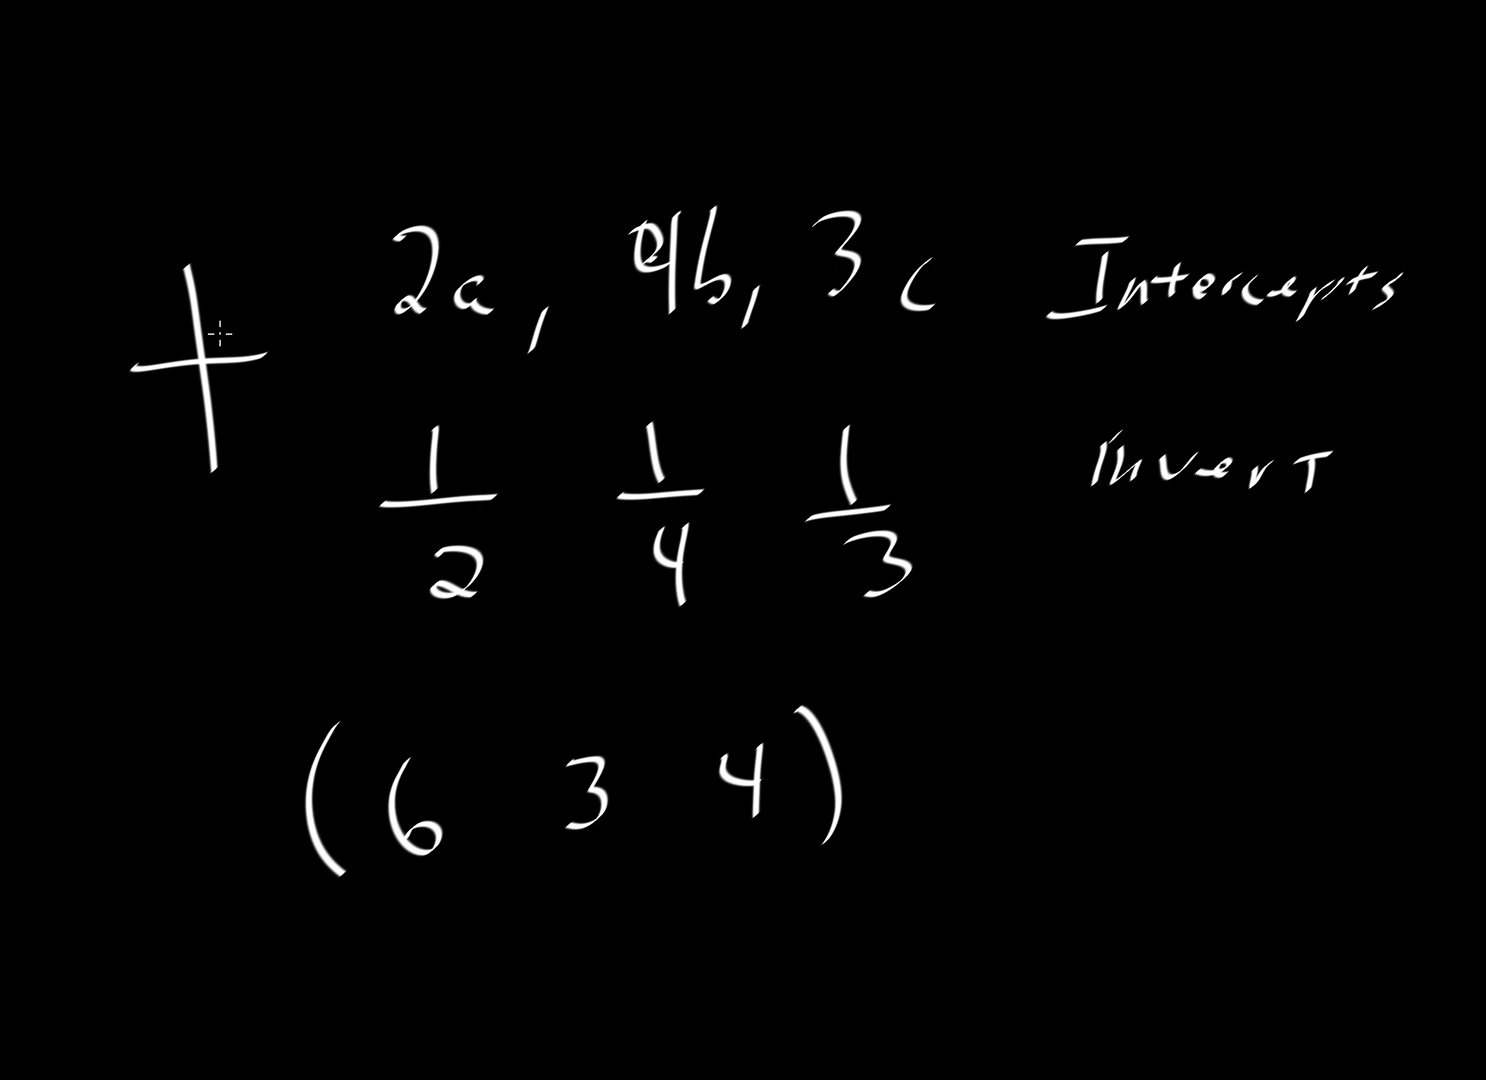 + 2a, 4b, 3c Intercepts
1/2 1/4 1/3 invert
(6 3 4)